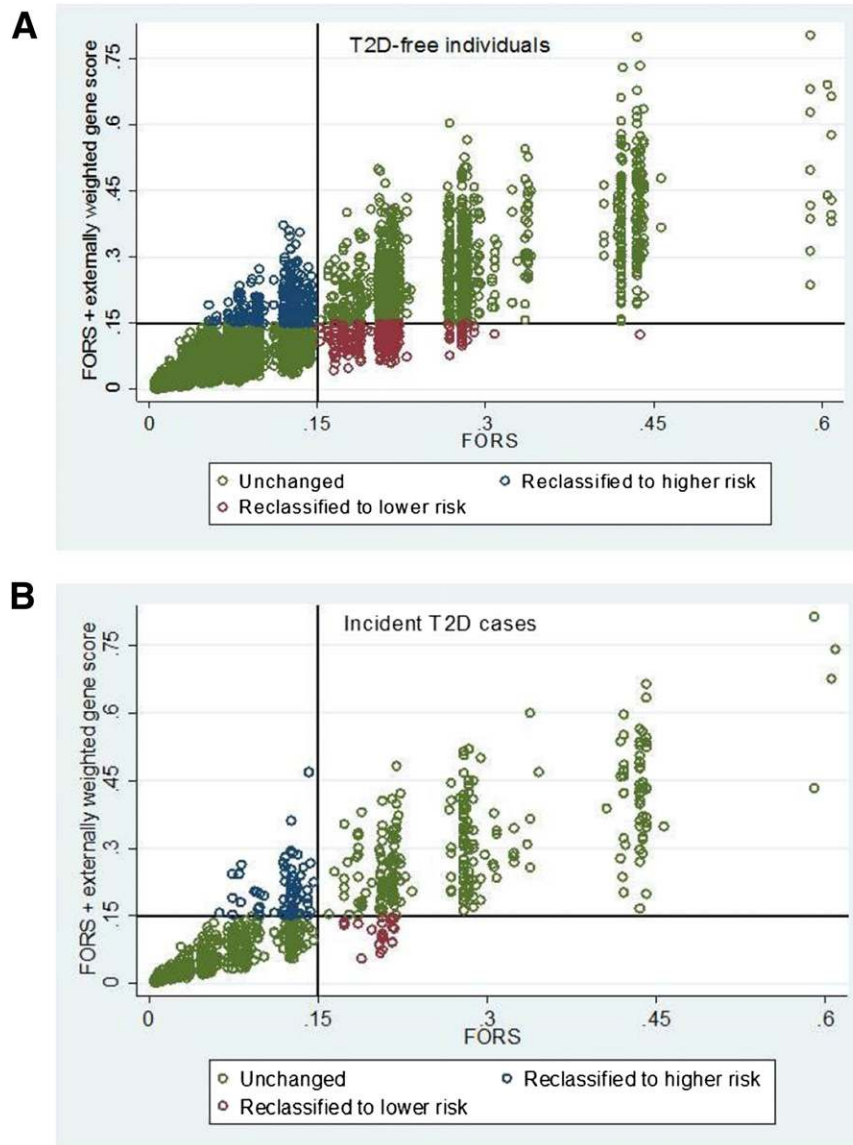 A
T2D-free individuals
FORS + externally weighted gene score
.75
.6
.45
.3
.15
0
0 .15 .3 .45 .6
FORS
Unchanged Reclassified to higher risk
Reclassified to lower risk
B
Incident T2D cases
FORS + externally weighted gene score
.75
.6
.45
.3
.15
0
0 .15 .3 .45 .6
FORS
Unchanged Reclassified to higher risk
Reclassified to lower risk